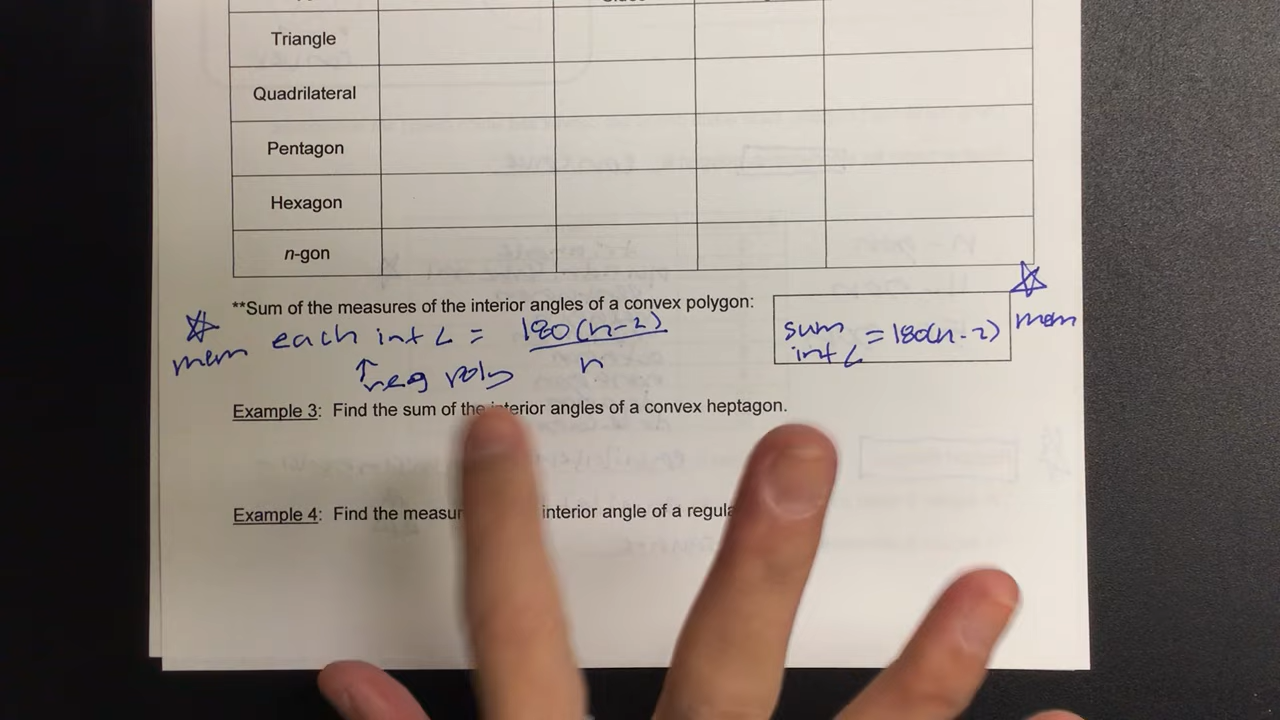 Triangle
Quadrilateral
Pentagon
Hexagon
n-gon
**Sum of the measures of the interior angles of a convex polygon:
sum int ∠ = 180(n-2)
mem
mem
each int ∠ = 180(n-2)
n
↑ reg poly
Example 3: Find the sum of the interior angles of a convex heptagon.
Example 4: Find the interior angle of a